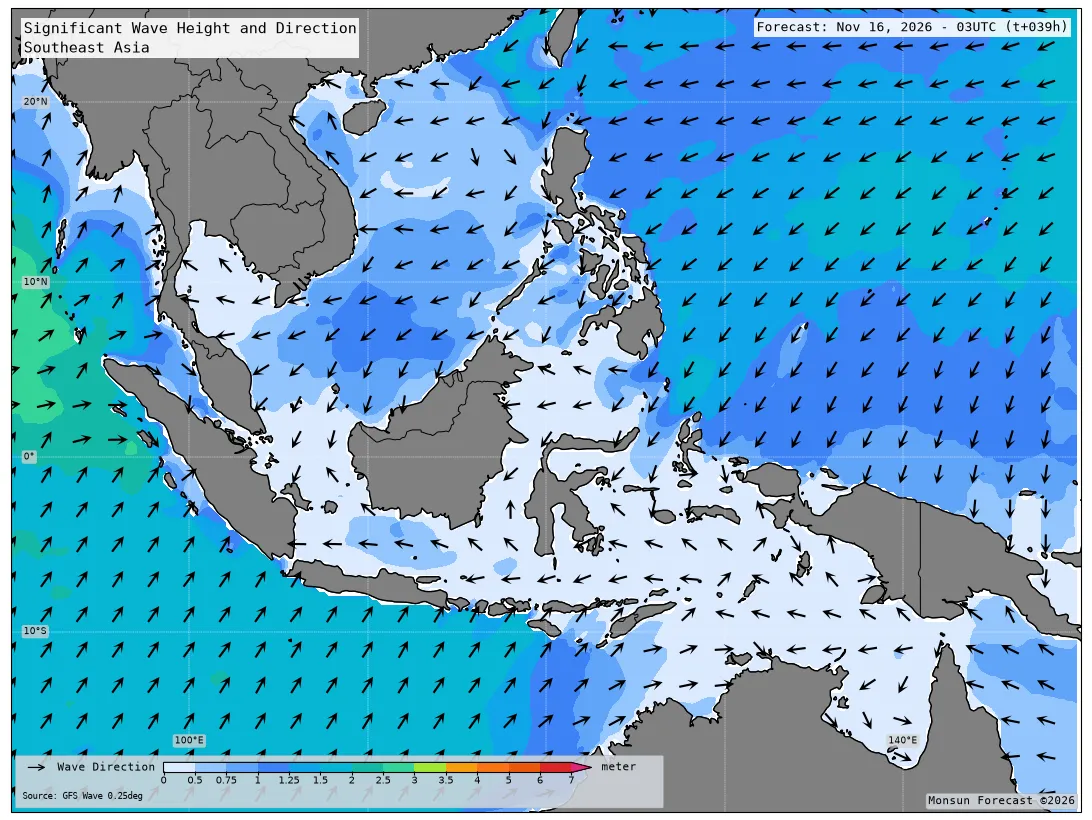 Significant Wave Height and Direction
Southeast Asia
Forecast: Nov 16, 2026 - 03UTC (t+039h)
20°N
10°N
0°
10°S
100°E
140°E
Wave Direction
meter
0 0.5 0.75 1 1.25 1.5 2 2.5 3 3.5 4 5 6 7
Source: GFS Wave 0.25deg
Monsun Forecast ©2026